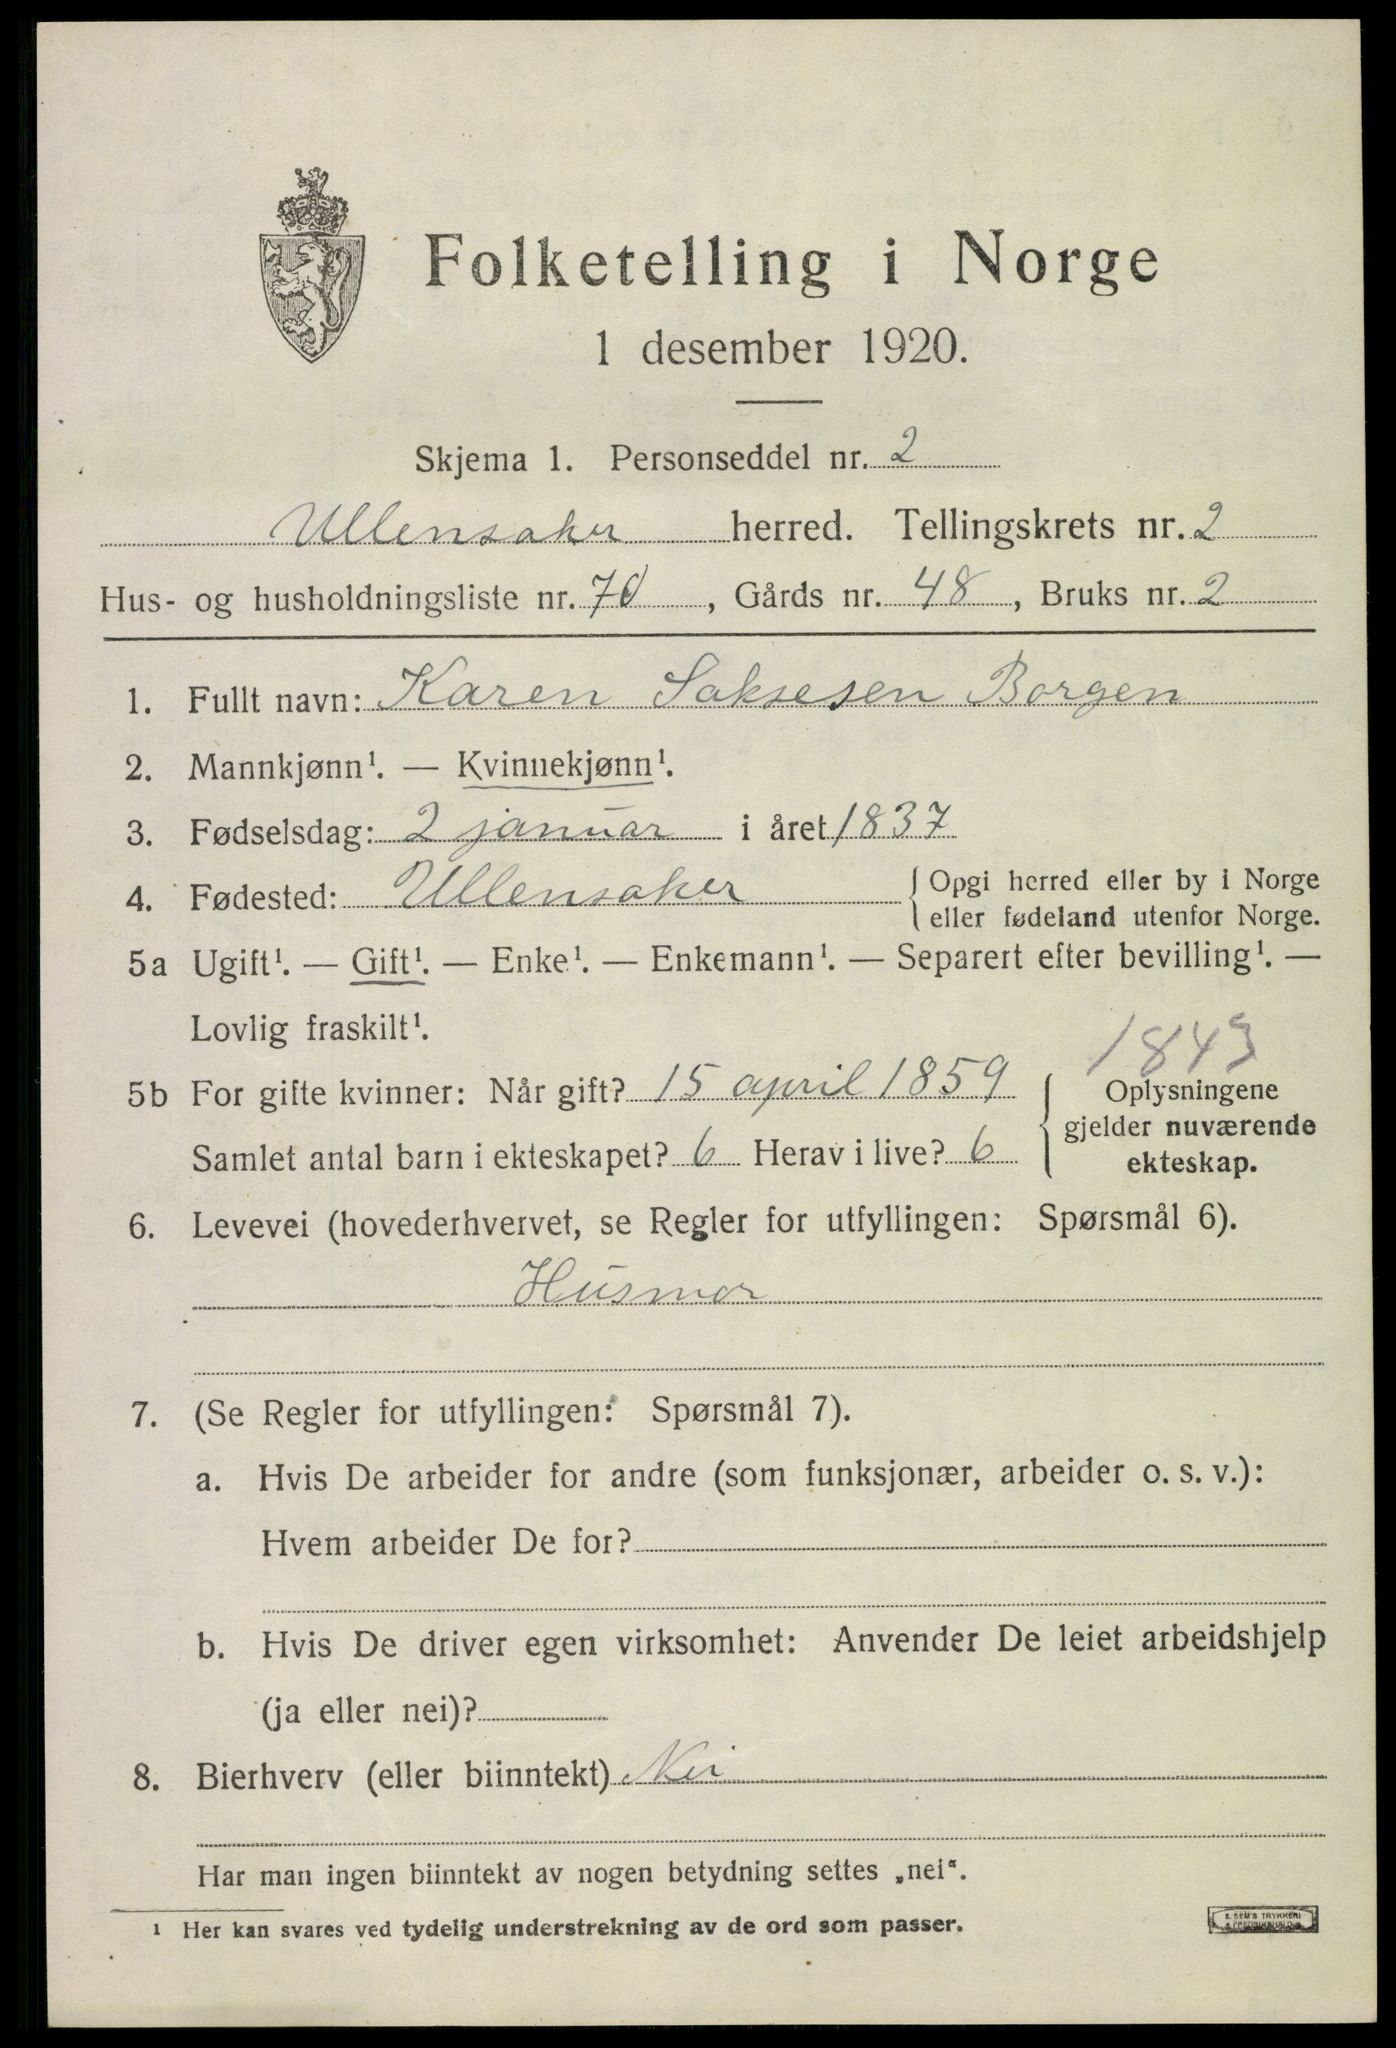 Folketelling i Norge
1 desember 1920.
Skjema 1. Personseddel nr. 2
Ullensaker herred. Tellingskrets nr. 2
Hus- og husholdningsliste nr. 70, Gårds nr. 48, Bruks nr. 2
1. Fullt navn: Karen Saksesen Borgen
2. Mannkjønn¹. — Kvinnekjønn¹.
3. Fødselsdag: 2 januar i året 1837
4. Fødested: Ullensaker { Opgi herred eller by i Norge
eller fødeland utenfor Norge.
5a Ugift¹. — Gift¹. — Enke¹. — Enkemann¹. — Separert efter bevilling¹. —
Lovlig fraskilt¹.
1843
5b For gifte kvinner: Når gift? 15 april 1859 { Oplysningene
gjelder nuværende
Samlet antal barn i ekteskapet? 6 Herav i live? 6 ekteskap.
6. Levevei (hovederhvervet, se Regler for utfyllingen: Spørsmål 6).
Husmor
7. (Se Regler for utfyllingen: Spørsmål 7).
a. Hvis De arbeider for andre (som funksjonær, arbeider o. s. v.):
Hvem arbeider De for?
b. Hvis De driver egen virksomhet: Anvender De leiet arbeidshjelp
(ja eller nei)?
8. Bierhverv (eller biinntekt) Nei
Har man ingen biinntekt av nogen betydning settes „nei“.
¹ Her kan svares ved tydelig understrekning av de ord som passer.
E. SEM'S TRYKKERI
FREDRIKSHALD